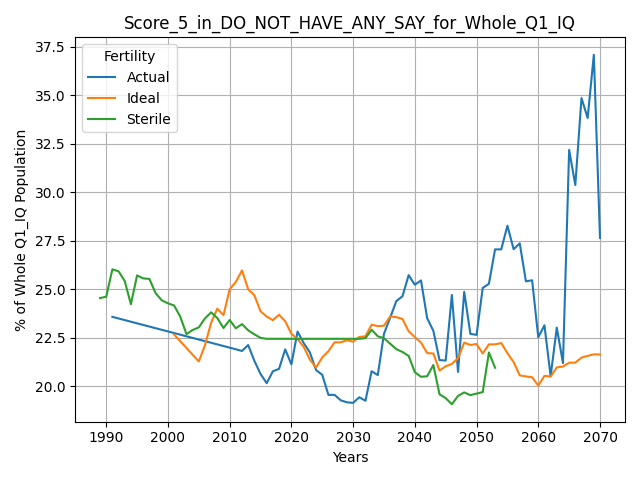 Score_5_in_DO_NOT_HAVE_ANY_SAY_for_Whole_Q1_IQ
% of Whole Q1_IQ Population
37.5
35.0
32.5
30.0
27.5
25.0
22.5
20.0
Fertility
Actual
Ideal
Sterile
1990 2000 2010 2020 2030 2040 2050 2060 2070
Years